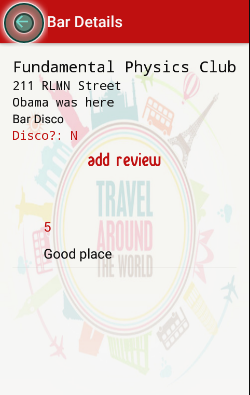 Bar Details
Fundamental Physics Club
211 RLMN Street
Obama was here
Bar Disco
Disco?: N
add review
TRAVEL
AROUND
THE WORLD
5
Good place